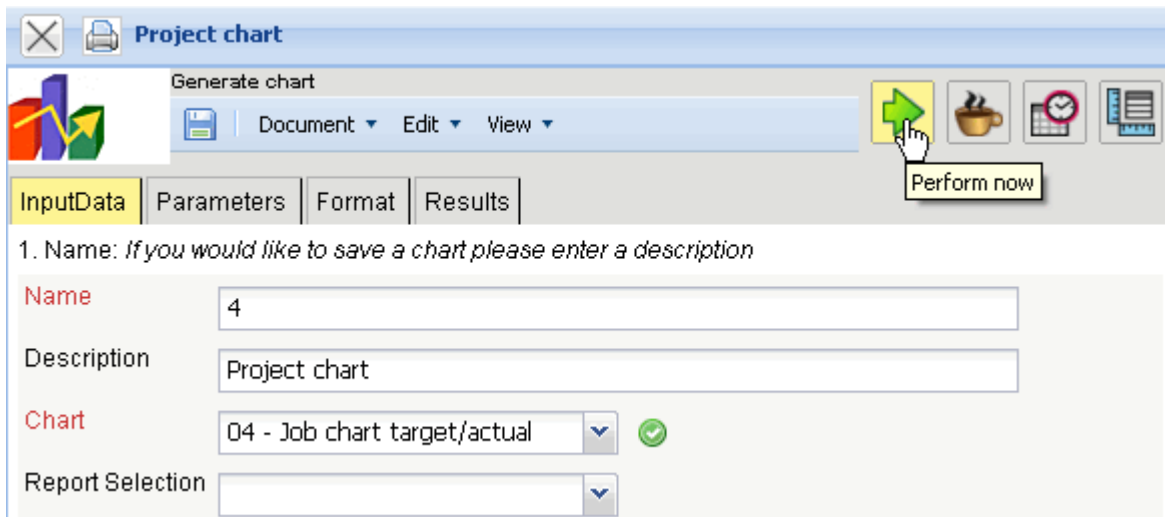 Project chart
Generate chart
Document Edit View
Perform now
InputData Parameters Format Results
1. Name: If you would like to save a chart please enter a description
Name 4
Description Project chart
Chart 04 - Job chart target/actual
Report Selection